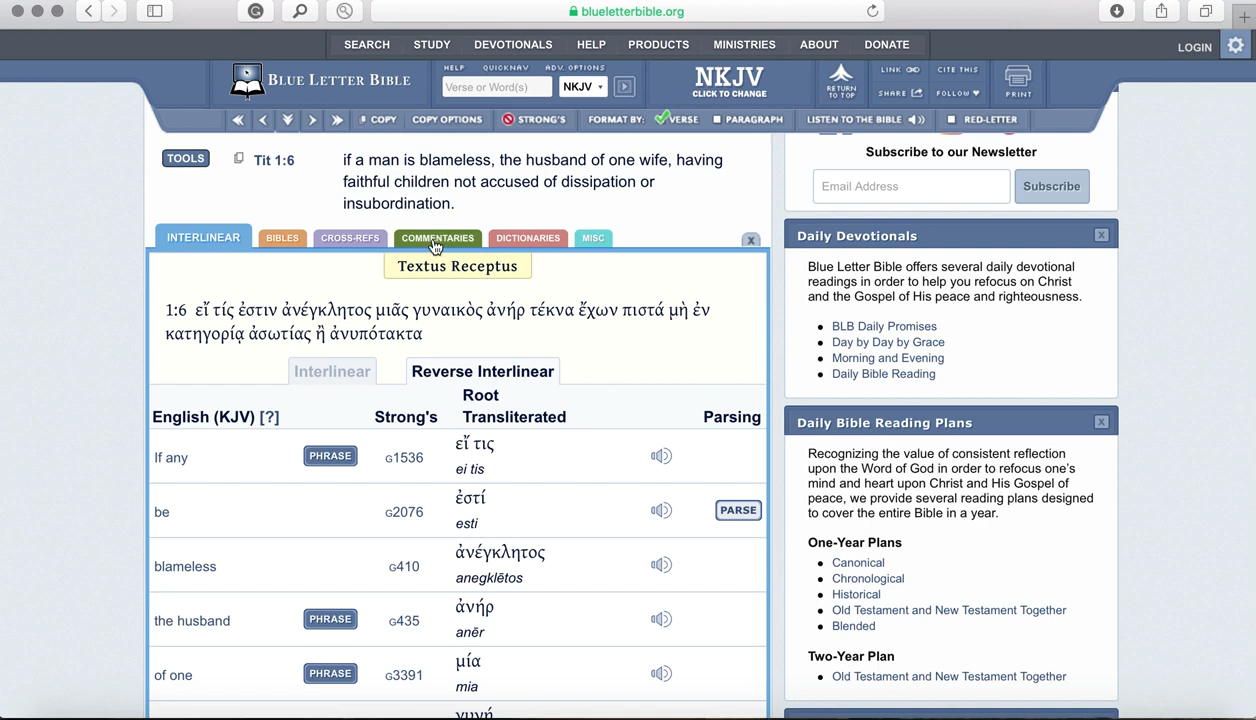 blueletterbible.org
SEARCH STUDY DEVOTIONALS HELP PRODUCTS MINISTRIES ABOUT DONATE LOGIN
BLUE LETTER BIBLE
HELP QUICKNAV ADV. OPTIONS
Verse or Word(s) NKJV
NKJV
CLICK TO CHANGE
RETURN
TO TOP
LINK CITE THIS
SHARE FOLLOW
PRINT
COPY COPY OPTIONS STRONG'S FORMAT BY: VERSE PARAGRAPH LISTEN TO THE BIBLE RED-LETTER
TOOLS Tit 1:6 if a man is blameless, the husband of one wife, having
faithful children not accused of dissipation or
insubordination.
INTERLINEAR BIBLES CROSS-REFS COMMENTARIES DICTIONARIES MISC x
Textus Receptus
1:6 εἴ τίς ἐστιν ἀνέγκλητος μιᾶς γυναικὸς ἀνήρ τέκνα ἔχων πιστά μὴ ἐν
κατηγορίᾳ ἀσωτίας ἢ ἀνυπότακτα
Interlinear Reverse Interlinear
English (KJV) [?] Strong's Root
Transliterated Parsing
If any PHRASE G1536 εἴ τις
ei tis
be G2076 ἐστί PARSE
esti
blameless G410 ἀνέγκλητος
anegklētos
the husband PHRASE G435 ἀνήρ
anēr
of one PHRASE G3391 μία
mia
γυνή
Subscribe to our Newsletter
Email Address Subscribe
Daily Devotionals x
Blue Letter Bible offers several daily devotional
readings in order to help you refocus on Christ
and the Gospel of His peace and righteousness.
BLB Daily Promises
Day by Day by Grace
Morning and Evening
Daily Bible Reading
Daily Bible Reading Plans x
Recognizing the value of consistent reflection
upon the Word of God in order to refocus one's
mind and heart upon Christ and His Gospel of
peace, we provide several reading plans designed
to cover the entire Bible in a year.
One-Year Plans
Canonical
Chronological
Historical
Old Testament and New Testament Together
Blended
Two-Year Plan
Old Testament and New Testament Together